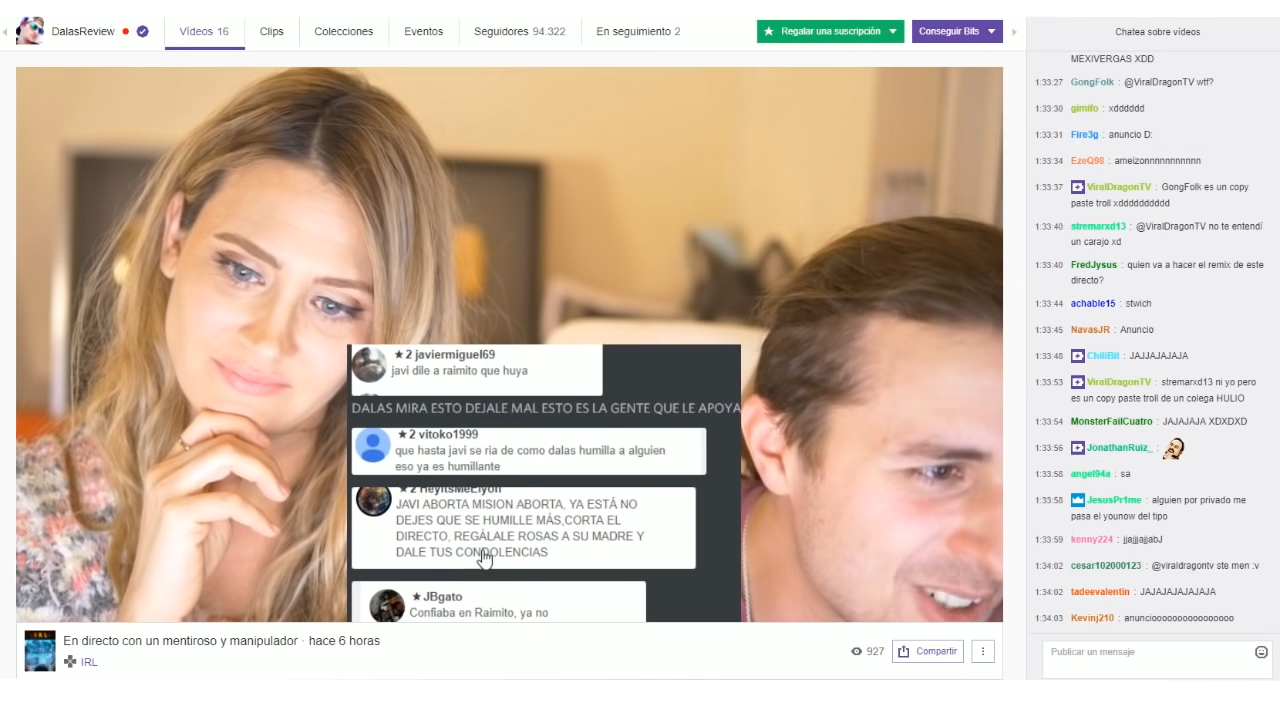 DalasReview
Vídeos 16
Clips
Colecciones
Eventos
Seguidores 94.322
En seguimiento 2
Regalar una suscripción
Conseguir Bits
Chatea sobre vídeos
★2 javiermiguel69
javi dile a raimito que huya
DALAS MIRA ESTO DEJALE MAL ESTO ES LA GENTE QUE LE APOYA
★2 vitoko1999
que hasta javi se ria de como dalas humilla a alguien
eso ya es humillante
★2 HeyItsMeElyon
JAVI ABORTA MISION ABORTA, YA ESTÁ NO
DEJES QUE SE HUMILLE MÁS,CORTA EL
DIRECTO, REGÁLALE ROSAS A SU MADRE Y
DALE TUS CONDOLENCIAS
★JBgato
Confiaba en Raimito, ya no
IRL
En directo con un mentiroso y manipulador · hace 6 horas
IRL
927
Compartir
MEXIVERGAS XDD
1:33:27 GongFolk : @ViralDragonTV wtf?
1:33:30 gimifo : xdddddd
1:33:31 Fire3g : anuncio D:
1:33:34 EzeQ98 : ameizonnnnnnnnnnn
1:33:37 ViralDragonTV : GongFolk es un copy
paste troll xdddddddddd
1:33:40 stremarxd13 : @ViralDragonTV no te entendí
un carajo xd
1:33:40 FredJysus : quien va a hacer el remix de este
directo?
1:33:44 achable15 : stwich
1:33:45 NavasJR : Anuncio
1:33:48 ChiliBit : JAJJAJAJAJA
1:33:53 ViralDragonTV : stremarxd13 ni yo pero
es un copy paste troll de un colega HULIO
1:33:54 MonsterFailCuatro : JAJAJAJA XDXDXD
1:33:56 JonathanRuiz_ :
1:33:58 angel94a : sa
1:33:58 JesusPr1me : alguien por privado me
pasa el younow del tipo
1:33:59 kenny224 : jjajjajjabJ
1:34:02 cesar102000123 : @viraldragontv ste men :v
1:34:02 tadeevalentin : JAJAJAJAJAJAJA
1:34:03 Kevinj210 : anunciooooooooooooooo
Publicar un mensaje